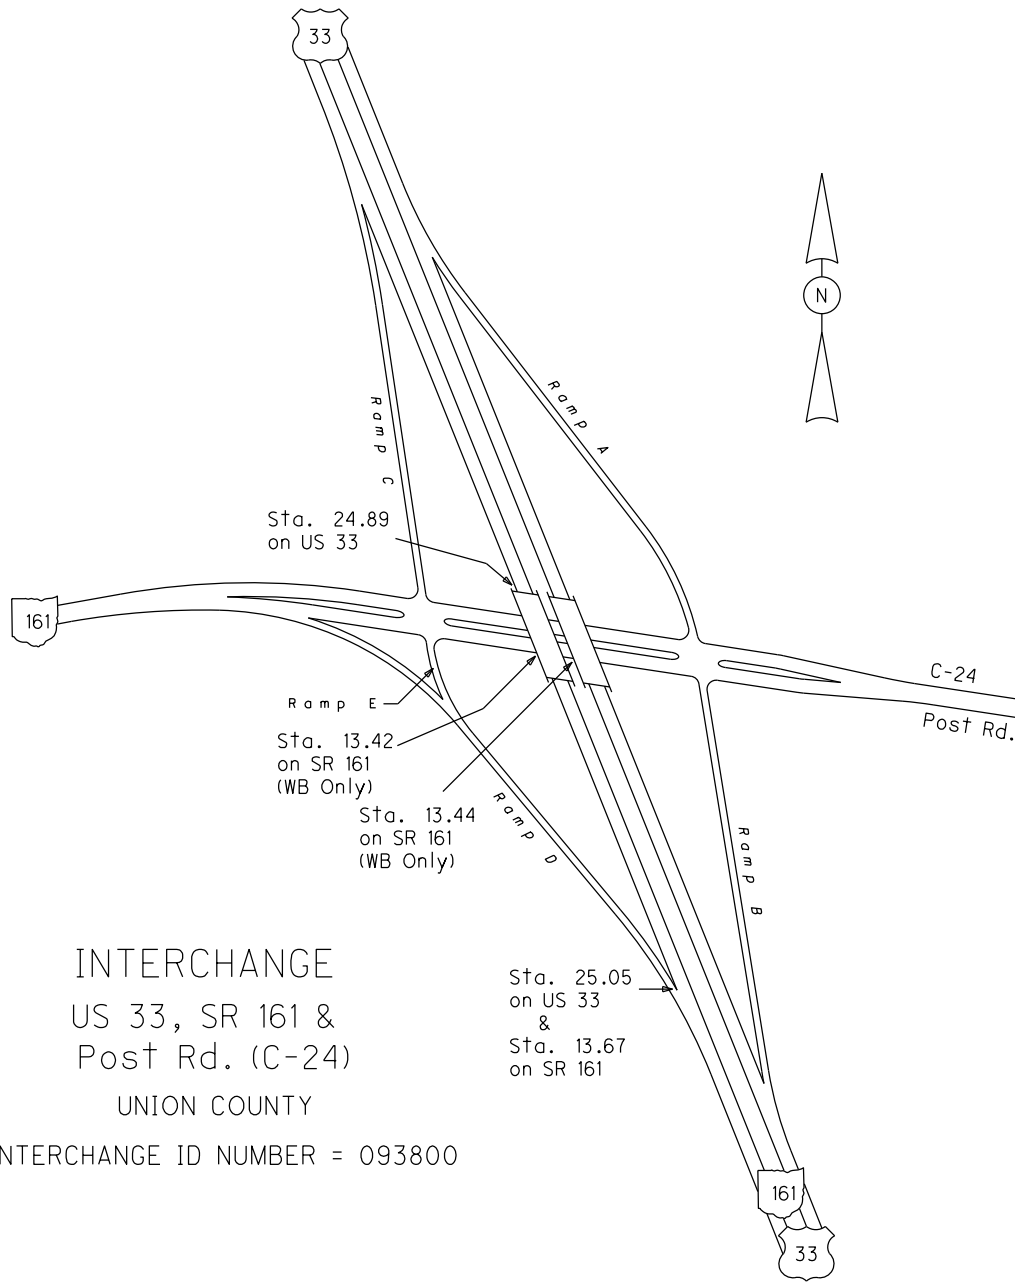 33
N
Ramp A
Ramp C
Sta. 24.89
on US 33
161
C-24
Post Rd.
Ramp E
Sta. 13.42
on SR 161
(WB Only)
Sta. 13.44
on SR 161
(WB Only)
Ramp D
Ramp B
INTERCHANGE
US 33, SR 161 &
Post Rd. (C-24)
UNION COUNTY
NTERCHANGE ID NUMBER = 093800
Sta. 25.05
on US 33
&
Sta. 13.67
on SR 161
161
33